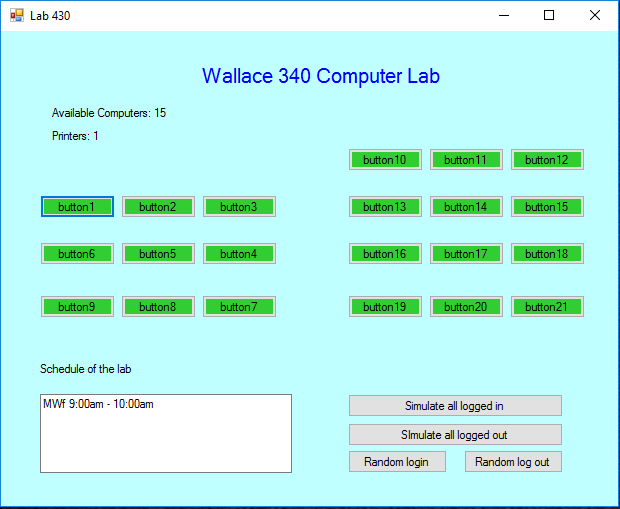 Lab 430
Wallace 340 Computer Lab
Available Computers: 15
Printers: 1
button10 button11 button12
button1 button2 button3 button13 button14 button15
button6 button5 button4 button16 button17 button18
button9 button8 button7 button19 button20 button21
Schedule of the lab
MWf 9:00am - 10:00am
Simulate all logged in
SImulate all logged out
Random login Random log out